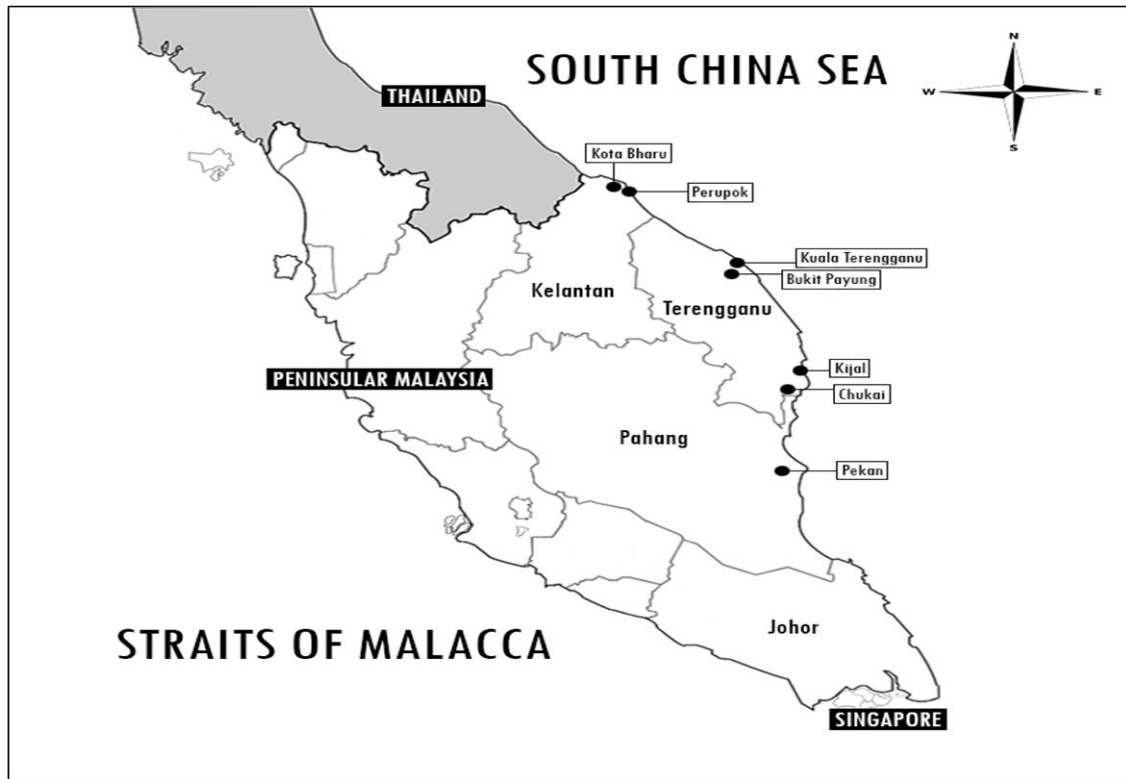 SOUTH CHINA SEA
N
W
E
S
THAILAND
Kota Bharu
Perupok
Kuala Terengganu
Bukit Payung
Kelantan
Terengganu
Kijal
PENINSULAR MALAYSIA
Chukai
Pahang
Pekan
Johor
STRAITS OF MALACCA
SINGAPORE